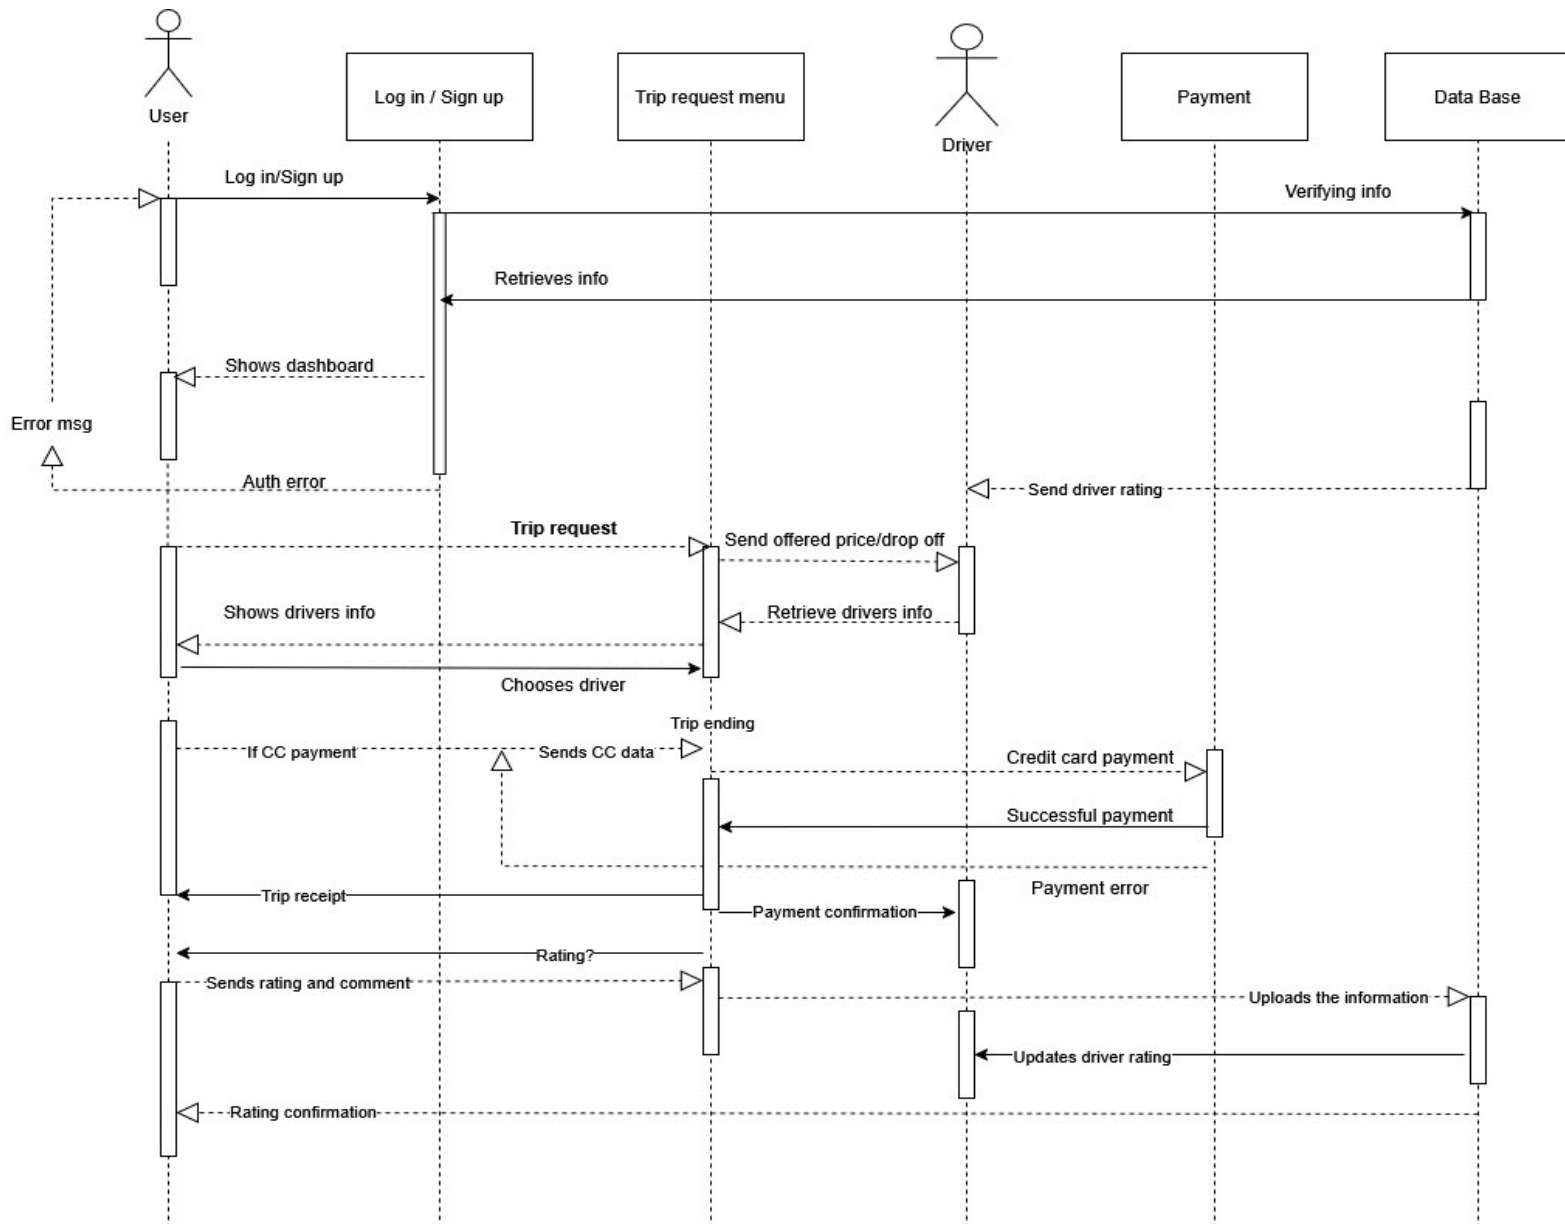 User
Log in / Sign up
Trip request menu
Driver
Payment
Data Base
Log in/Sign up
Verifying info
Retrieves info
Shows dashboard
Error msg
Auth error
Send driver rating
Trip request
Send offered price/drop off
Shows drivers info
Retrieve drivers info
Chooses driver
Trip ending
If CC payment
Sends CC data
Credit card payment
Successful payment
Payment error
Trip receipt
Payment confirmation
Rating?
Sends rating and comment
Uploads the information
Updates driver rating
Rating confirmation